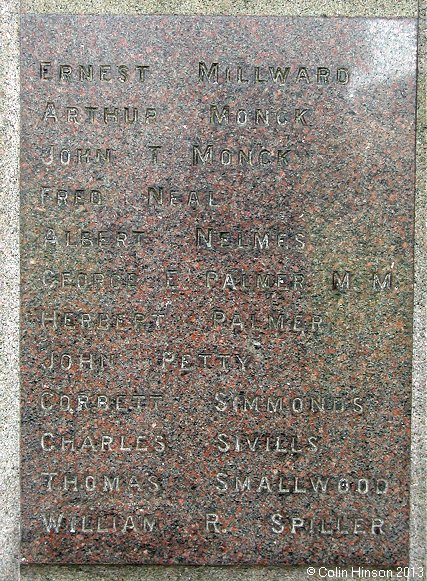 ERNEST MILLWARD
ARTHUR MONCK
JOHN T. MONCK
FRED NEAL
ALBERT NELMES
GEORGE E. PALMER M.M
HERBERT PALMER
JOHN PETTY
CORBETT SIMMONDS
CHARLES SIVILLS
THOMAS SMALLWOOD
WILLIAM R. SPILLER
©Colin Hinson 2013